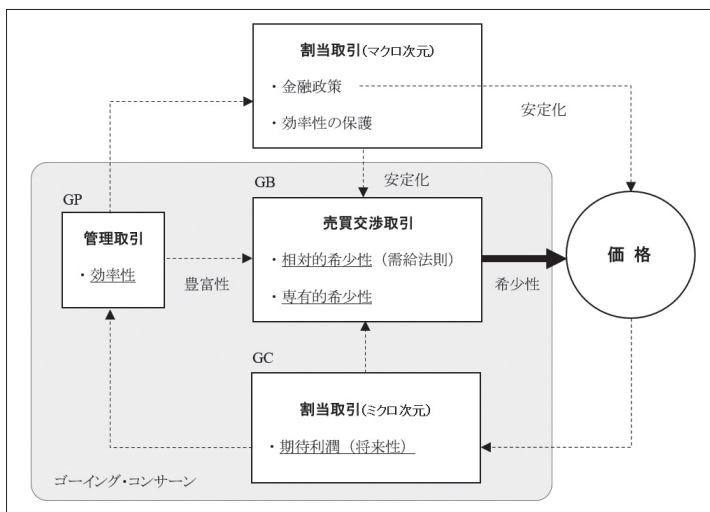 割当取引(マクロ次元)
・金融政策
・効率性の保護
安定化
安定化
GP
管理取引
・効率性
豊富性
GB
売買交渉取引
・相対的希少性（需給法則）
・専有的希少性
希少性
価 格
GC
割当取引(ミクロ次元)
・期待利潤（将来性）
ゴーイング・コンサーン